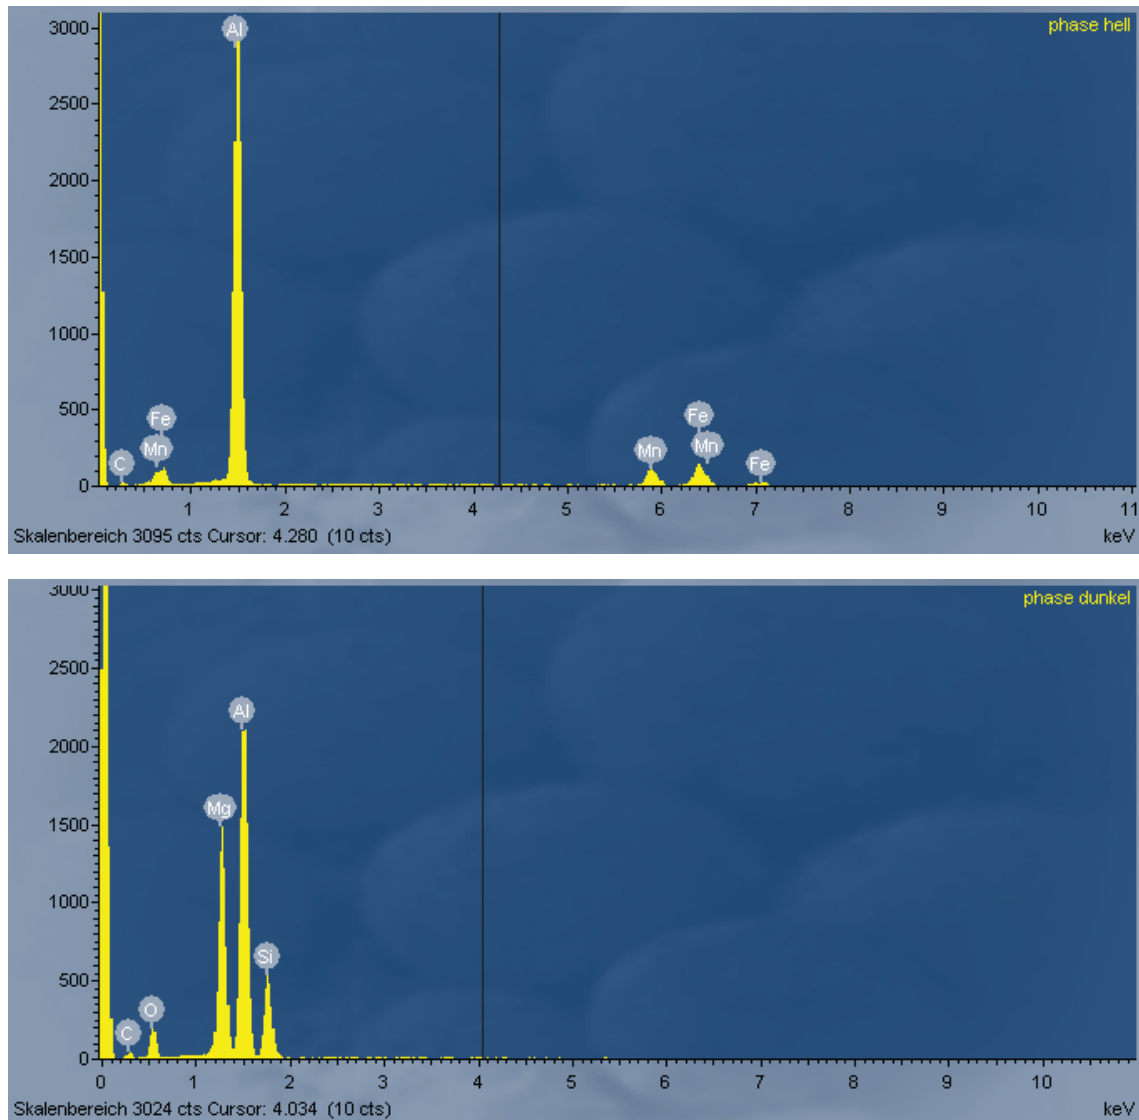 phase hell
3000
Al
2500
2000
1500
1000
500
Fe
Fe
Mn
Mn
Mn
C
Fe
0
1 2 3 4 5 6 7 8 9 10 11
Skalenbereich 3095 cts Cursor: 4.280 (10 cts)
keV
3000
phase dunkel
2500
Al
2000
Mg
1500
1000
Si
500
O
C
0
0 1 2 3 4 5 6 7 8 9 10
Skalenbereich 3024 cts Cursor: 4.034 (10 cts)
keV